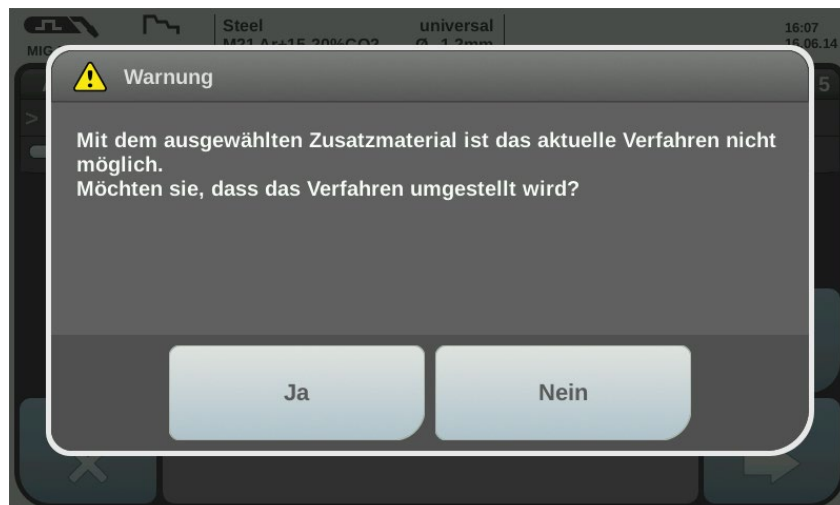 Steel universal
M21 Ar+15-20%CO2 Ø 1.2mm
16:07
16.06.14
MIG
5
Warnung
Mit dem ausgewählten Zusatzmaterial ist das aktuelle Verfahren nicht
möglich.
Möchten sie, dass das Verfahren umgestellt wird?
Ja Nein